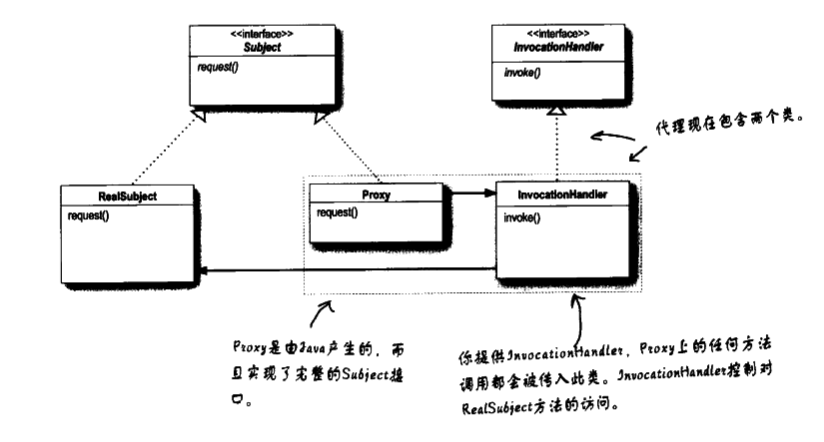 <<interface>>
Subject
request()
<<interface>>
InvocationHandler
invoke()
代理现在包含两个类。
RealSubject
request()
Proxy
request()
InvocationHandler
invoke()
Proxy是由Java产生的，而
且实现了完整的Subject接
口。
你提供InvocationHandler，Proxy上的任何方法
调用都会被传入此类。InvocationHandler控制对
RealSubject方法的访问。